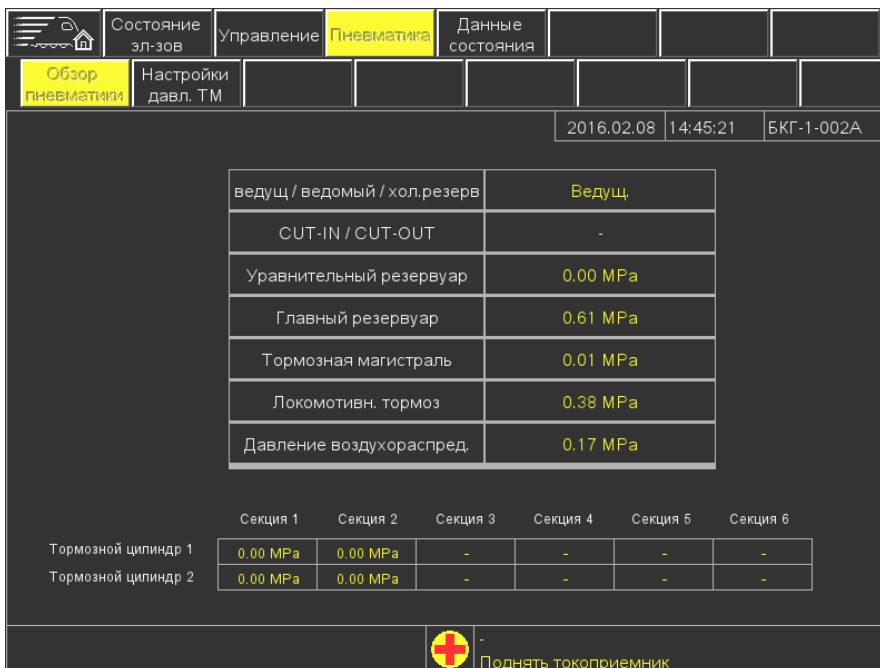 Состояние
эл-зов
Управление
Пневматика
Данные
состояния
Обзор
пневматики
Настройки
давл. ТМ
2016.02.08 14:45:21 БКГ-1-002А
ведущ / ведомый / хол.резерв Ведущ.
CUT-IN / CUT-OUT -
Уравнительный резервуар 0.00 MPa
Главный резервуар 0.61 MPa
Тормозная магистраль 0.01 MPa
Локомотивн. тормоз 0.38 MPa
Давление воздухораспред. 0.17 MPa
Секция 1 Секция 2 Секция 3 Секция 4 Секция 5 Секция 6
Тормозной цилиндр 1 0.00 MPa 0.00 MPa - - - -
Тормозной цилиндр 2 0.00 MPa 0.00 MPa - - - -
-
Поднять токоприемник